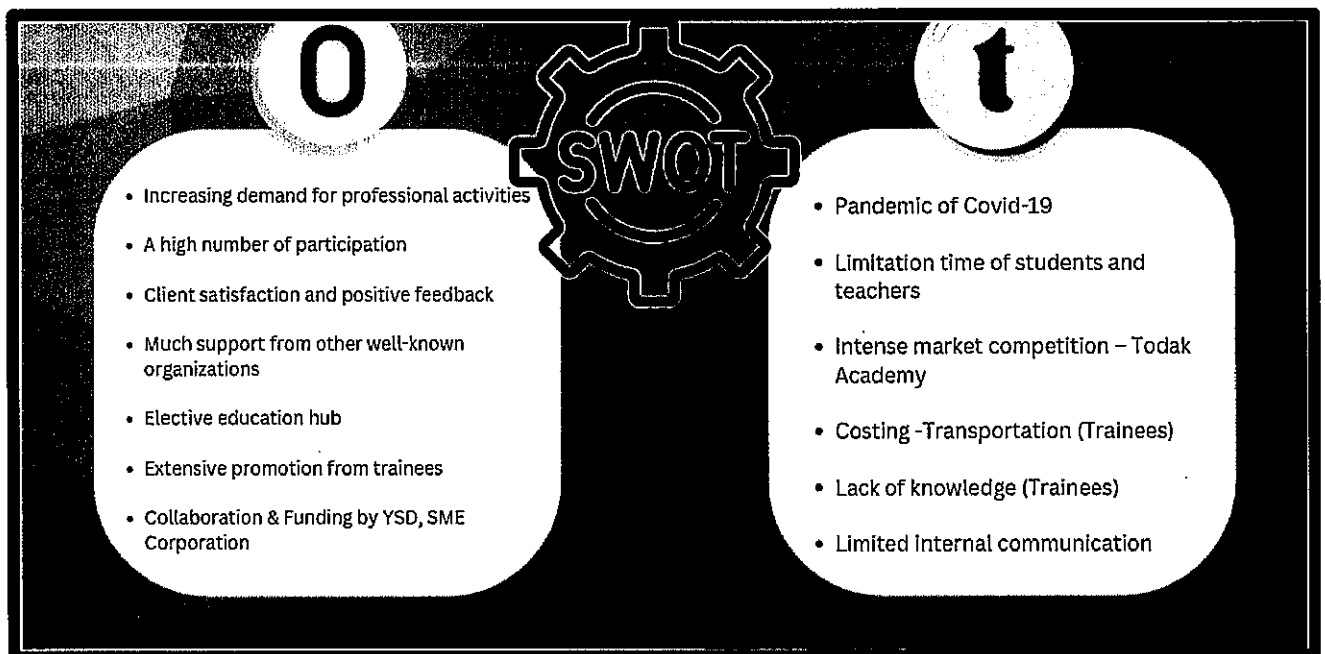 O
SWOT
t
• Increasing demand for professional activities
• A high number of participation
• Client satisfaction and positive feedback
• Much support from other well-known
organizations
• Elective education hub
• Extensive promotion from trainees
• Collaboration & Funding by YSD, SME
Corporation
• Pandemic of Covid-19
• Limitation time of students and
teachers
• Intense market competition – Todak
Academy
• Costing -Transportation (Trainees)
• Lack of knowledge (Trainees)
• Limited internal communication